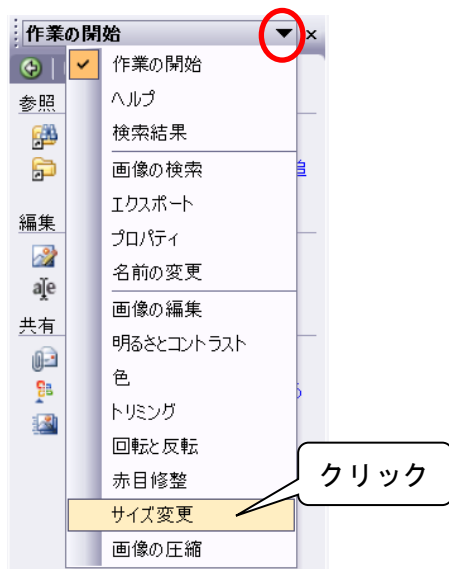 作業の開始
作業の開始
ヘルプ
検索結果
画像の検索
エクスポート
プロパティ
名前の変更
画像の編集
明るさとコントラスト
色
トリミング
回転と反転
赤目修整
サイズ変更
画像の圧縮
参照
追
編集
共有
クリック